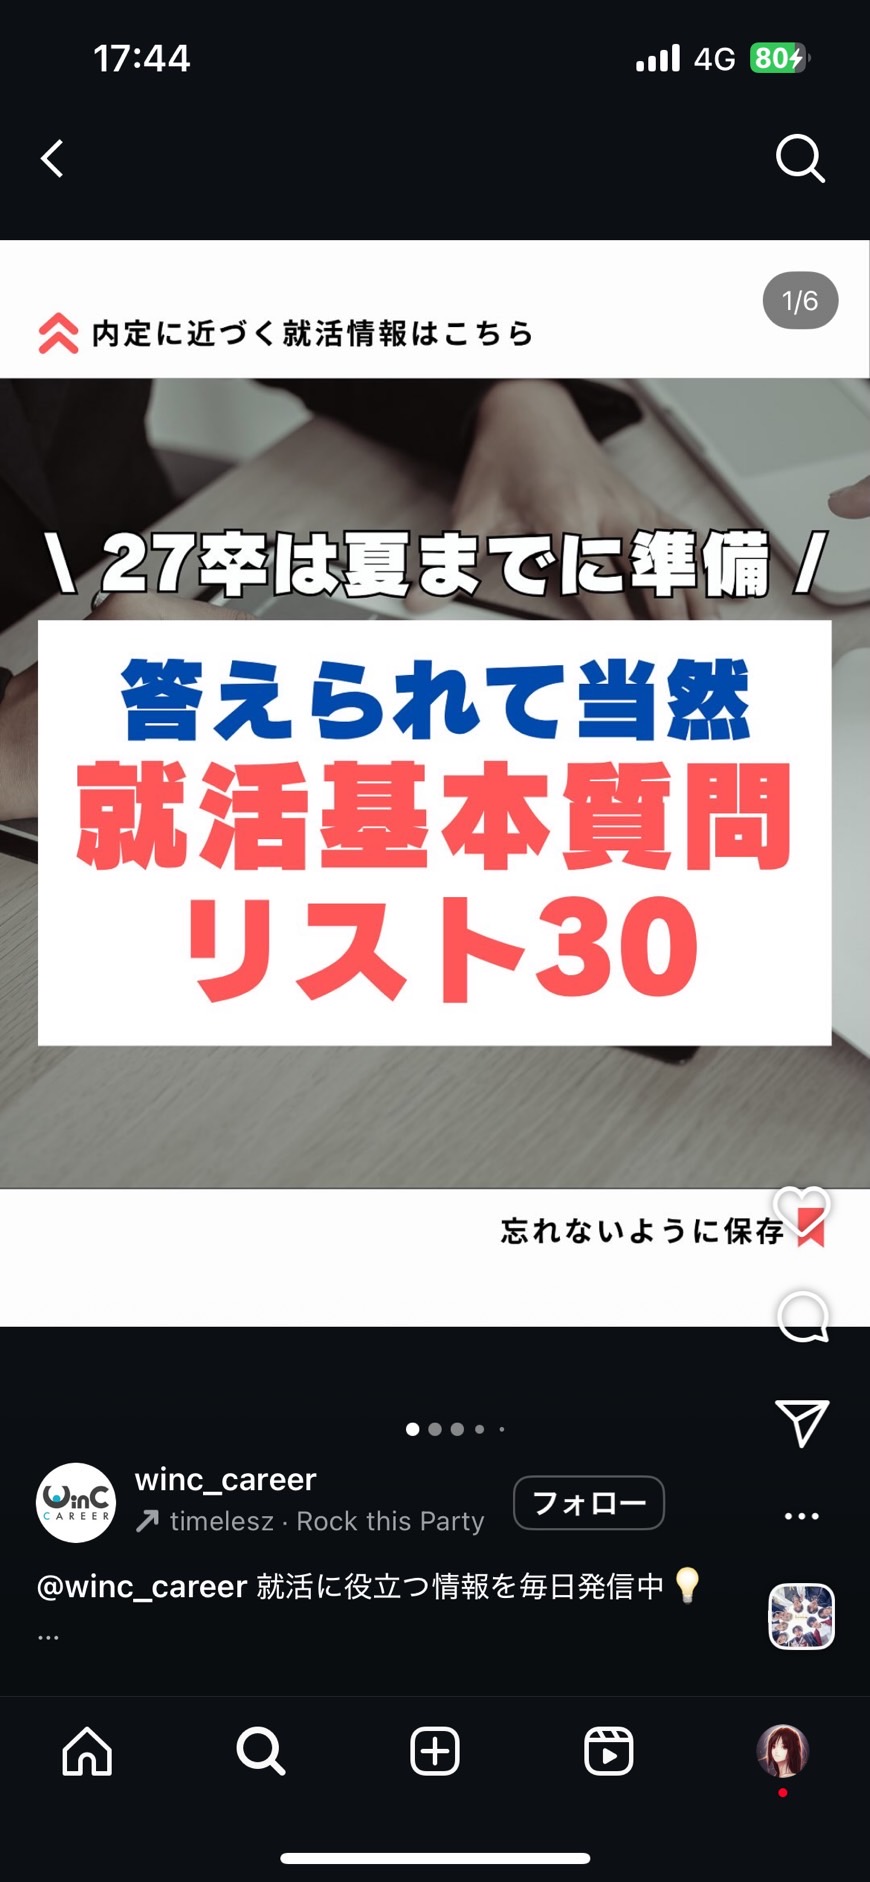 17:44
4G
80
1/6
内定に近づく就活情報はこちら
\ 27卒は夏までに準備 /
答えられて当然
就活基本質問
リスト30
忘れないように保存
WinC
CAREER
winc_career
フォロー
timelesz · Rock this Party
@winc_career 就活に役立つ情報を毎日発信中💡
...